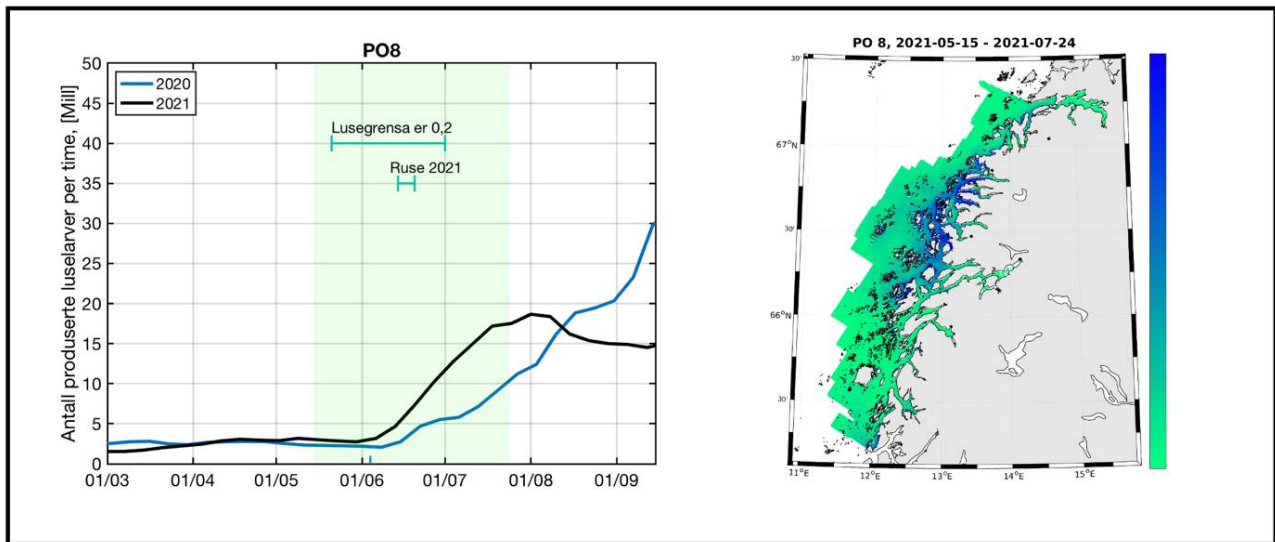 PO8
Antall produserte luselarver per time, [Mill]
50
45
40
35
30
25
20
15
10
5
0
2020
2021
Lusegrensa er 0,2
Ruse 2021
01/03 01/04 01/05 01/06 01/07 01/08 01/09
PO 8, 2021-05-15 - 2021-07-24
30'
67°N
30'
66°N
30'
11°E 12°E 13°E 14°E 15°E